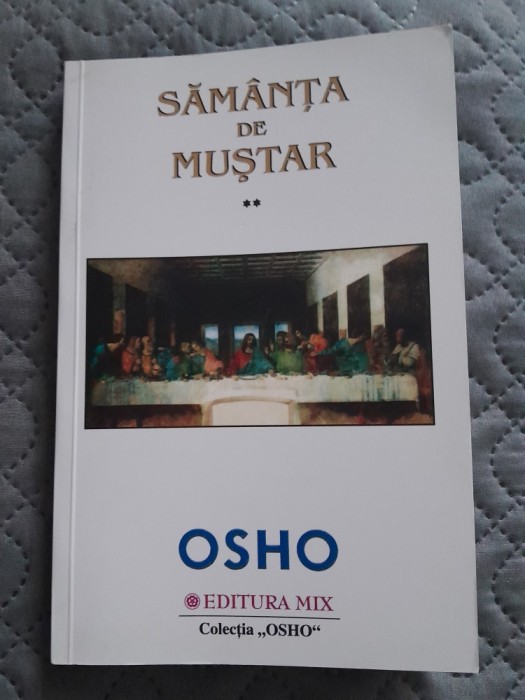 SĂMÂNȚA
DE
MUȘTAR
**
OSHO
EDITURA MIX
Colecția „OSHO“